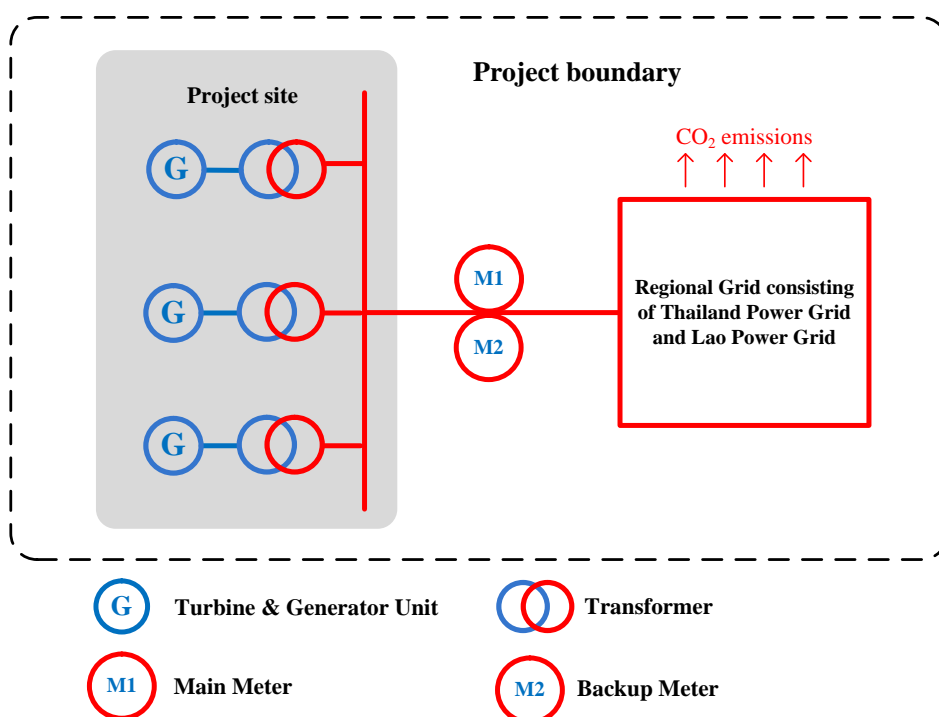 Project boundary
Project site
CO₂ emissions
G
G
G
M1
M2
Regional Grid consisting
of Thailand Power Grid
and Lao Power Grid
G Turbine & Generator Unit
Transformer
M1 Main Meter
M2 Backup Meter